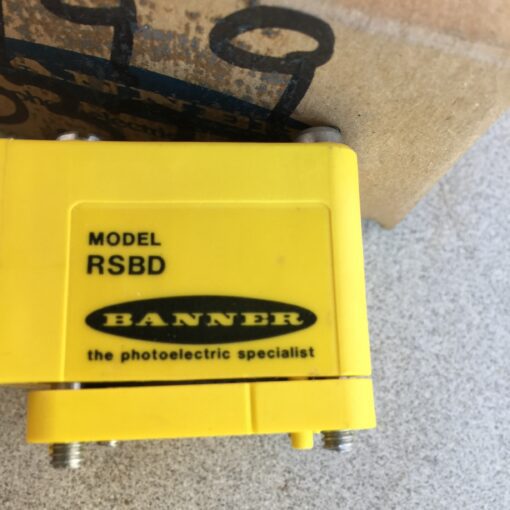 MODEL
RSBD
BANNER
the photoelectric specialist